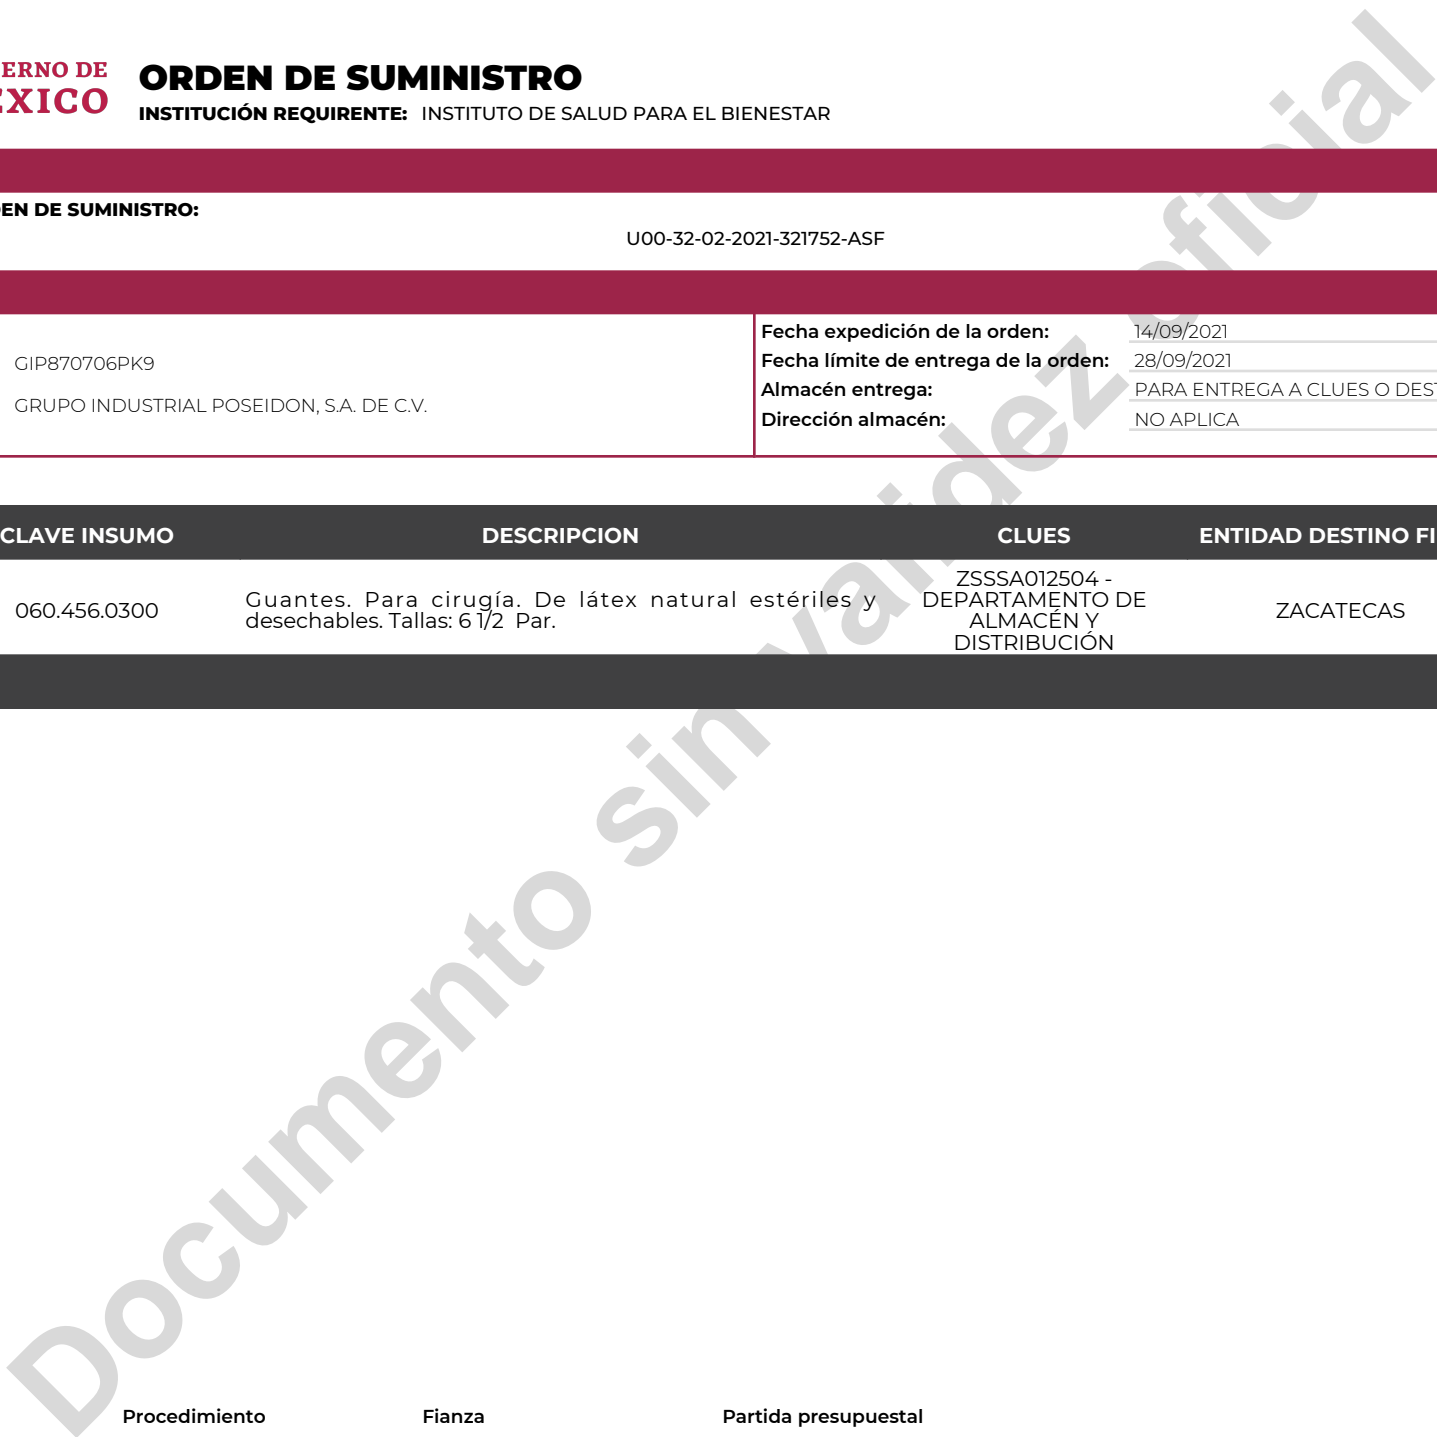 ERNO DE
EXICO
ORDEN DE SUMINISTRO
INSTITUCIÓN REQUIRENTE: INSTITUTO DE SALUD PARA EL BIENESTAR
EN DE SUMINISTRO:
U00-32-02-2021-321752-ASF
GIP870706PK9
GRUPO INDUSTRIAL POSEIDON, S.A. DE C.V.
Fecha expedición de la orden: 14/09/2021
Fecha límite de entrega de la orden: 28/09/2021
Almacén entrega: PARA ENTREGA A CLUES O DEST
Dirección almacén: NO APLICA
CLAVE INSUMO DESCRIPCION CLUES ENTIDAD DESTINO FI
060.456.0300
Guantes. Para cirugía. De látex natural estériles y
desechables. Tallas: 6 1/2 Par.
ZSSSA012504 -
DEPARTAMENTO DE
ALMACÉN Y
DISTRIBUCIÓN
ZACATECAS
Documento sin validez oficial
Procedimiento Fianza Partida presupuestal